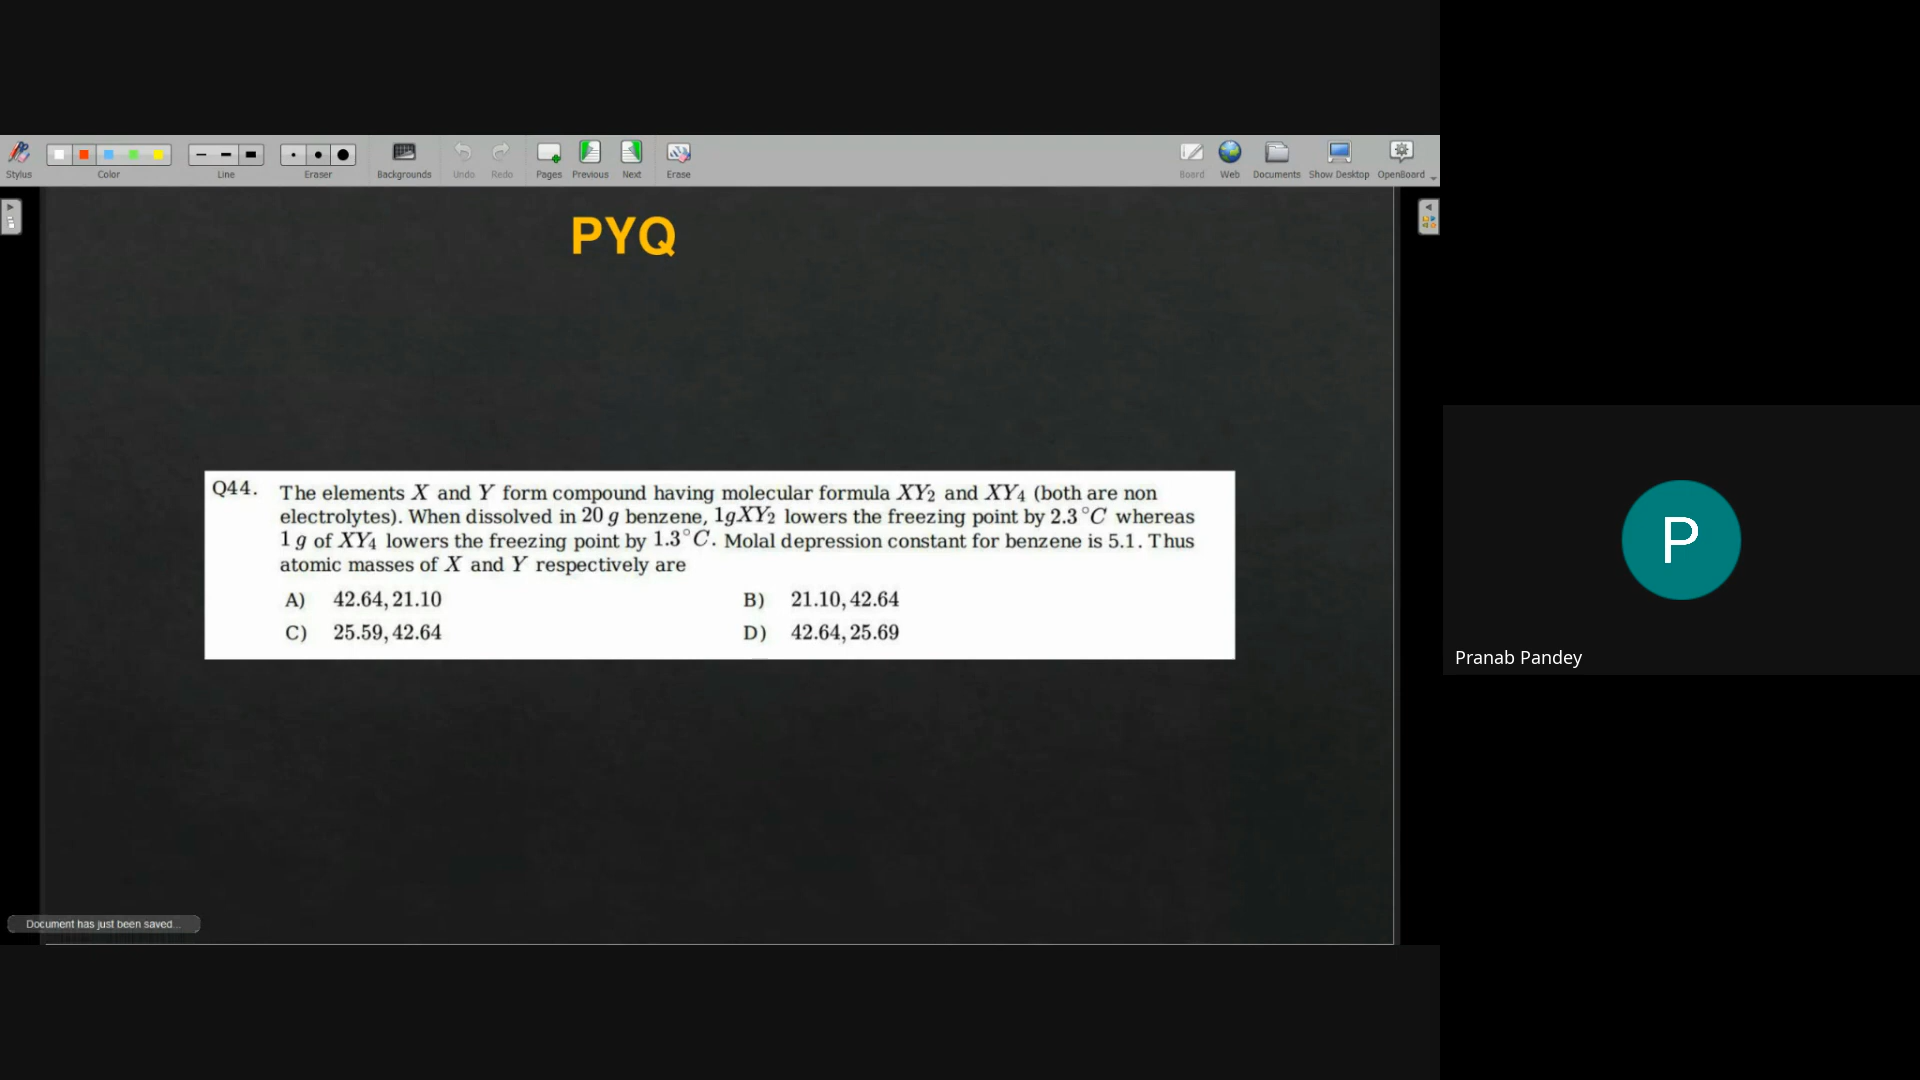 Stylus
Color
Line
Eraser
Backgrounds
Undo
Redo
Pages
Previous
Next
Erase
Board
Web
Documents
Show Desktop
OpenBoard
PYQ
Q44. The elements X and Y form compound having molecular formula XY₂ and XY₄ (both are non
electrolytes). When dissolved in 20 g benzene, 1gXY₂ lowers the freezing point by 2.3°C whereas
1 g of XY₄ lowers the freezing point by 1.3°C. Molal depression constant for benzene is 5.1. Thus
atomic masses of X and Y respectively are
A) 42.64, 21.10 B) 21.10, 42.64
C) 25.59, 42.64 D) 42.64, 25.69
P
Pranab Pandey
Document has just been saved...